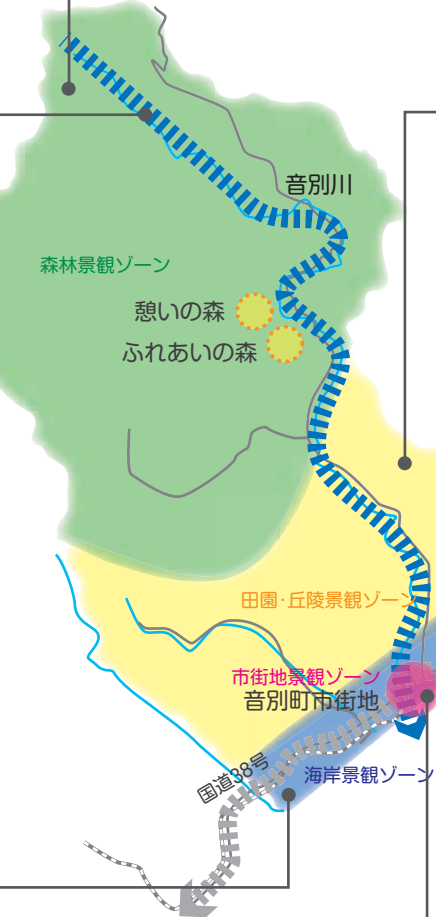 音別川
森林景観ゾーン
憩いの森
ふれあいの森
田園・丘陵景観ゾーン
市街地景観ゾーン
音別町市街地
国道38号
海岸景観ゾーン